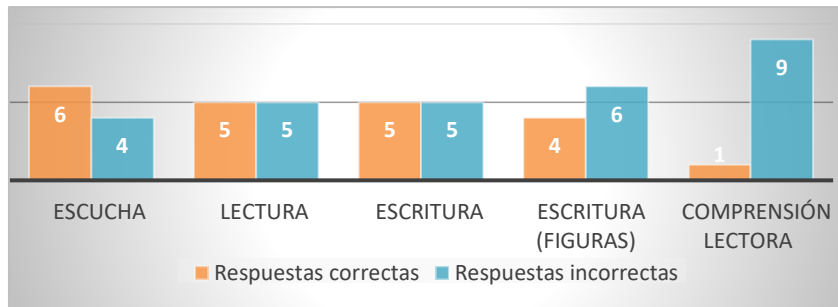 9
6
6
5
5
5
5
4
4
1
ESCUCHA
LECTURA
ESCRITURA
ESCRITURA
(FIGURAS)
COMPRENSIÓN
LECTORA
Respuestas correctas
Respuestas incorrectas